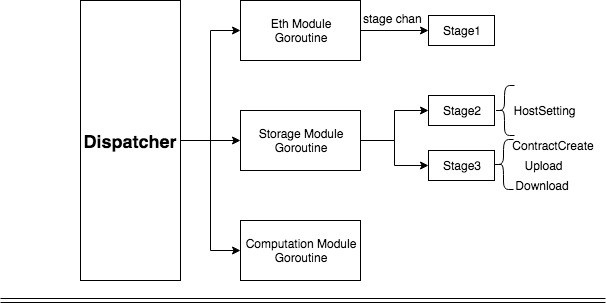 Dispatcher
Eth Module
Goroutine
stage chan
Stage1
Storage Module
Goroutine
Stage2
HostSetting
Stage3
ContractCreate
Upload
Download
Computation Module
Goroutine